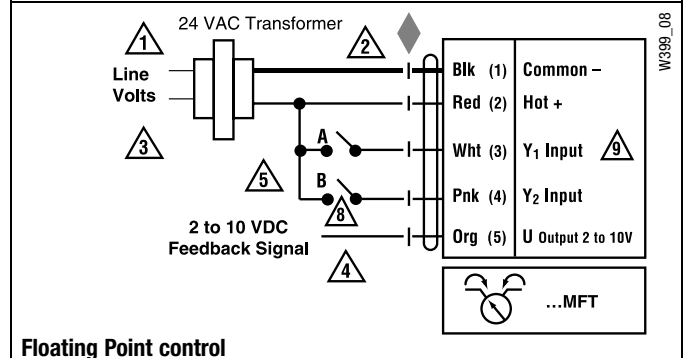 24 VAC Transformer
1
2
Line
Volts
3
Blk (1) Common –
Red (2) Hot +
A
Wht (3) Y₁ Input
9
5
B
Pnk (4) Y₂ Input
8
2 to 10 VDC
Feedback Signal
4
Org (5) U Output 2 to 10V
...MFT
W399_08
Floating Point control